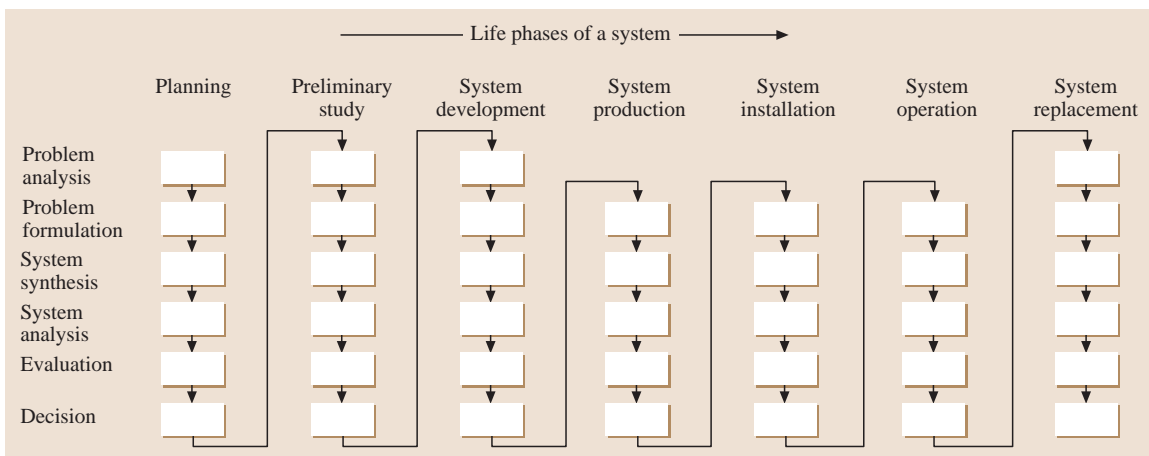 Life phases of a system
Planning
Preliminary
study
System
development
System
production
System
installation
System
operation
System
replacement
Problem
analysis
Problem
formulation
System
synthesis
System
analysis
Evaluation
Decision